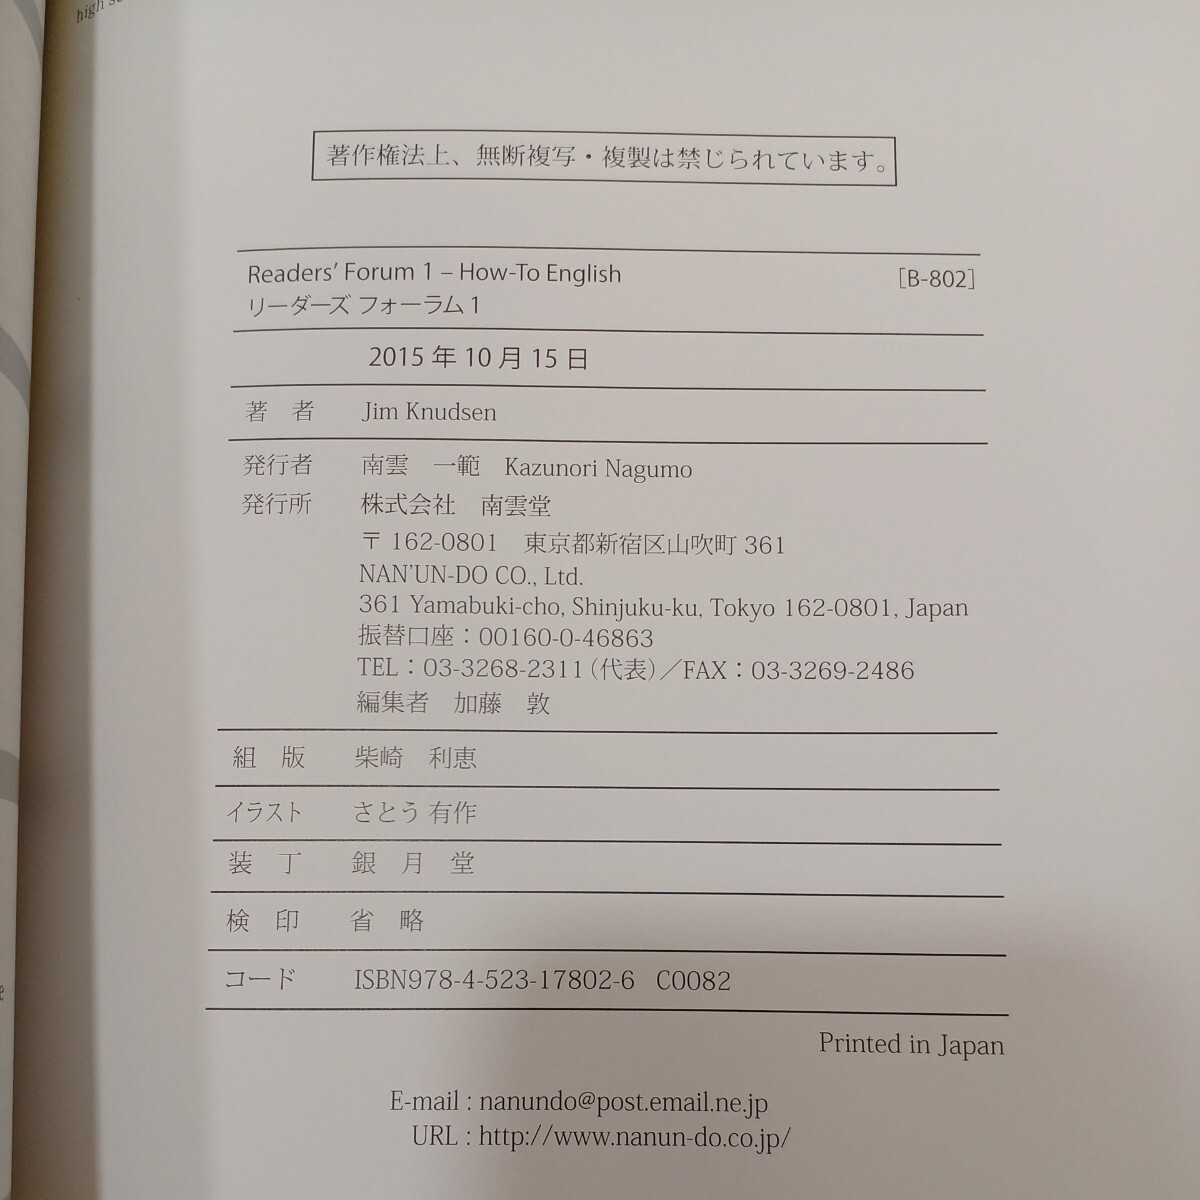 high
著作権法上、無断複写・複製は禁じられています。
Readers’ Forum 1 – How-To English [B-802]
リーダーズ フォーラム 1
2015 年 10 月 15 日
著 者 Jim Knudsen
発行者 南雲 一範 Kazunori Nagumo
発行所 株式会社 南雲堂
〒 162-0801 東京都新宿区山吹町 361
NAN’UN-DO CO., Ltd.
361 Yamabuki-cho, Shinjuku-ku, Tokyo 162-0801, Japan
振替口座：00160-0-46863
TEL：03-3268-2311（代表）／FAX：03-3269-2486
編集者 加藤 敦
組 版 柴崎 利恵
イラスト さとう 有作
装 丁 銀 月 堂
検 印 省 略
コード ISBN978-4-523-17802-6 C0082
Printed in Japan
E-mail : nanundo@post.email.ne.jp
URL : http://www.nanun-do.co.jp/